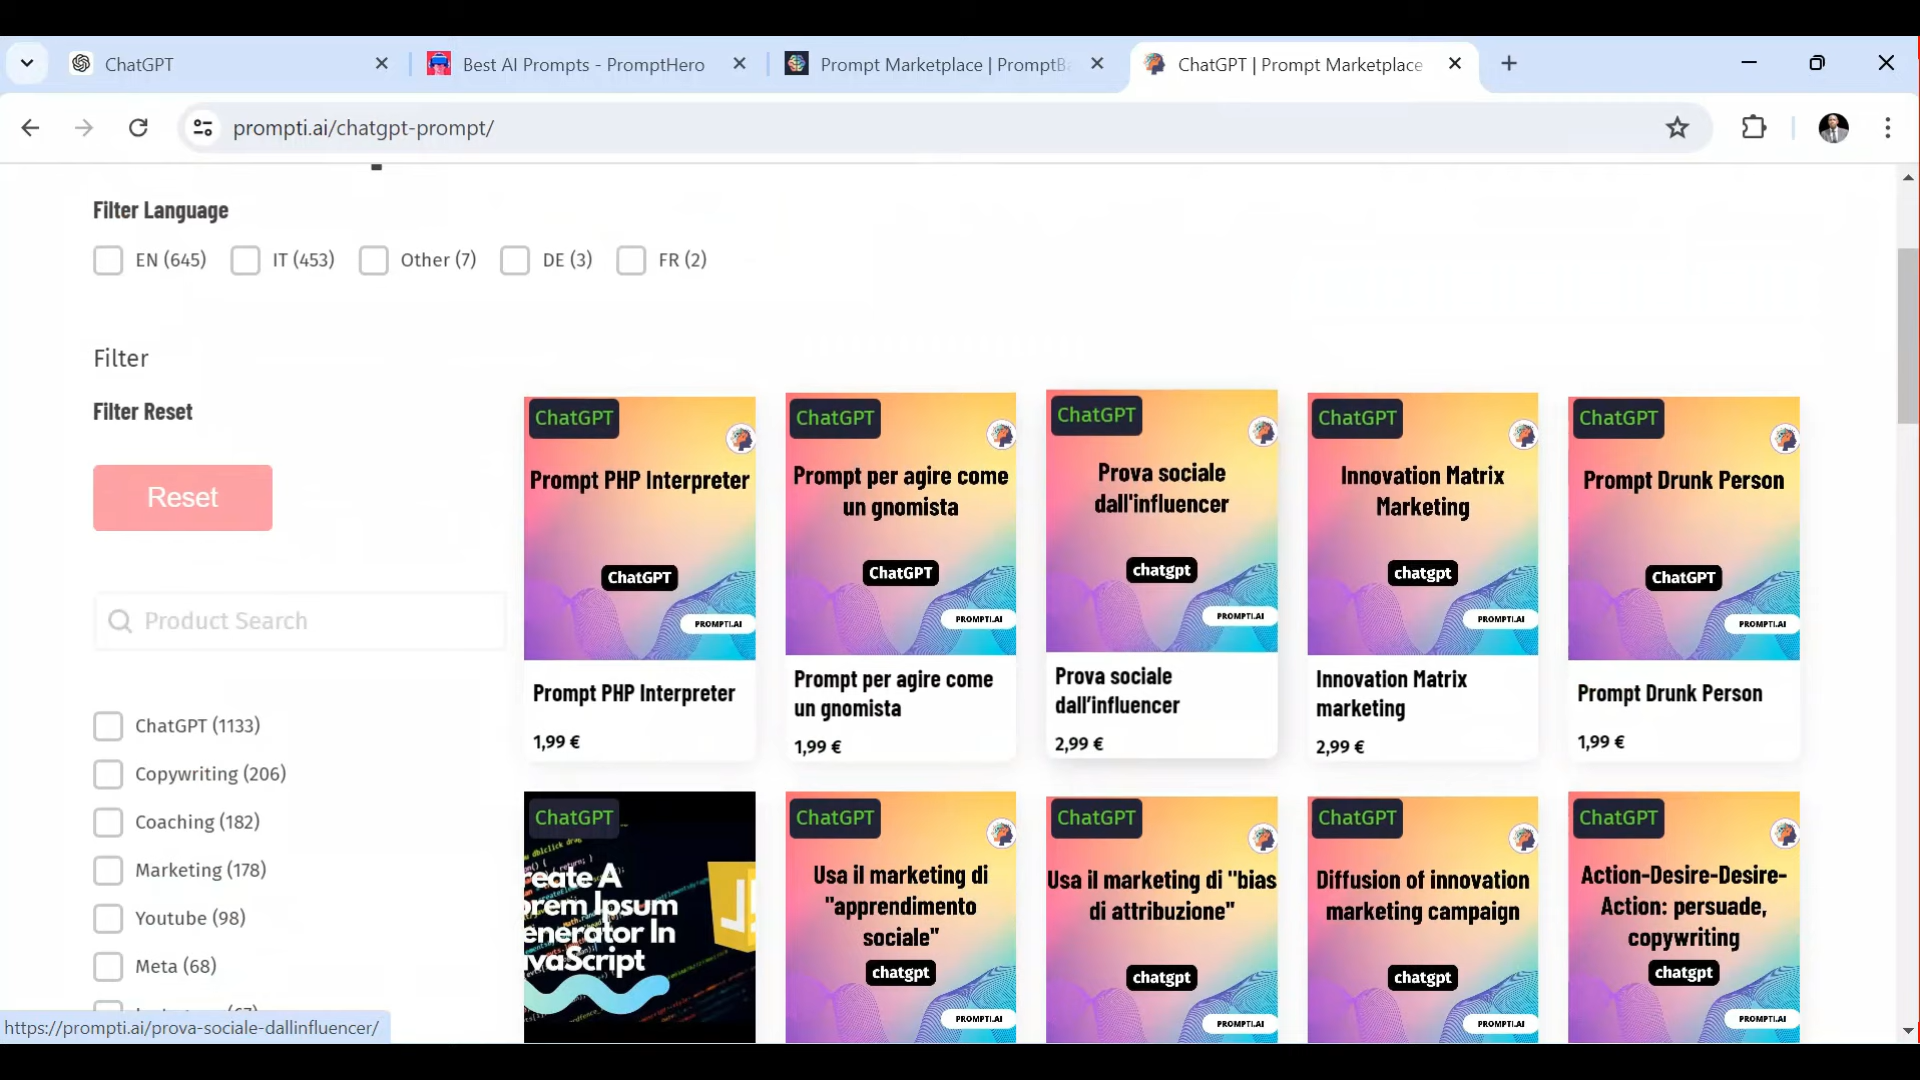 ChatGPT
Best AI Prompts - PromptHero
Prompt Marketplace | PromptBa
ChatGPT | Prompt Marketplace
prompti.ai/chatgpt-prompt/
Filter Language
EN (645)
IT (453)
Other (7)
DE (3)
FR (2)
Filter
Filter Reset
Reset
Product Search
ChatGPT (1133)
Copywriting (206)
Coaching (182)
Marketing (178)
Youtube (98)
Meta (68)
ChatGPT
Prompt PHP Interpreter
ChatGPT
PROMPTI.AI
Prompt PHP Interpreter
1,99 €
ChatGPT
Prompt per agire come
un gnomista
ChatGPT
PROMPTI.AI
Prompt per agire come
un gnomista
1,99 €
ChatGPT
Prova sociale
dall'influencer
chatgpt
PROMPTI.AI
Prova sociale
dall’influencer
2,99 €
ChatGPT
Innovation Matrix
Marketing
chatgpt
PROMPTI.AI
Innovation Matrix
marketing
2,99 €
ChatGPT
Prompt Drunk Person
ChatGPT
PROMPTI.AI
Prompt Drunk Person
1,99 €
ChatGPT
reate A
orem Ipsum
enerator In
avaScript
ChatGPT
Usa il marketing di
"apprendimento
sociale"
chatgpt
PROMPTI.AI
ChatGPT
Usa il marketing di "bias
di attribuzione"
chatgpt
PROMPTI.AI
ChatGPT
Diffusion of innovation
marketing campaign
chatgpt
PROMPTI.AI
ChatGPT
Action-Desire-Desire-
Action: persuade,
copywriting
chatgpt
PROMPTI.AI
https://prompti.ai/prova-sociale-dallinfluencer/